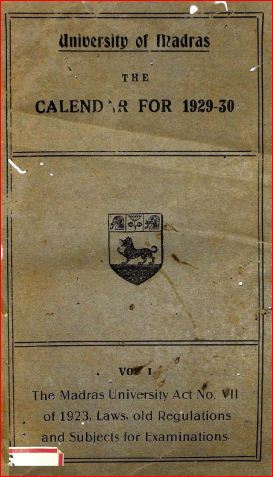 University of Madras
THE
CALENDAR FOR 1929-30
VOL I
The Madras University Act No. VII
of 1923, Laws, old Regulations
and Subjects for Examinations.